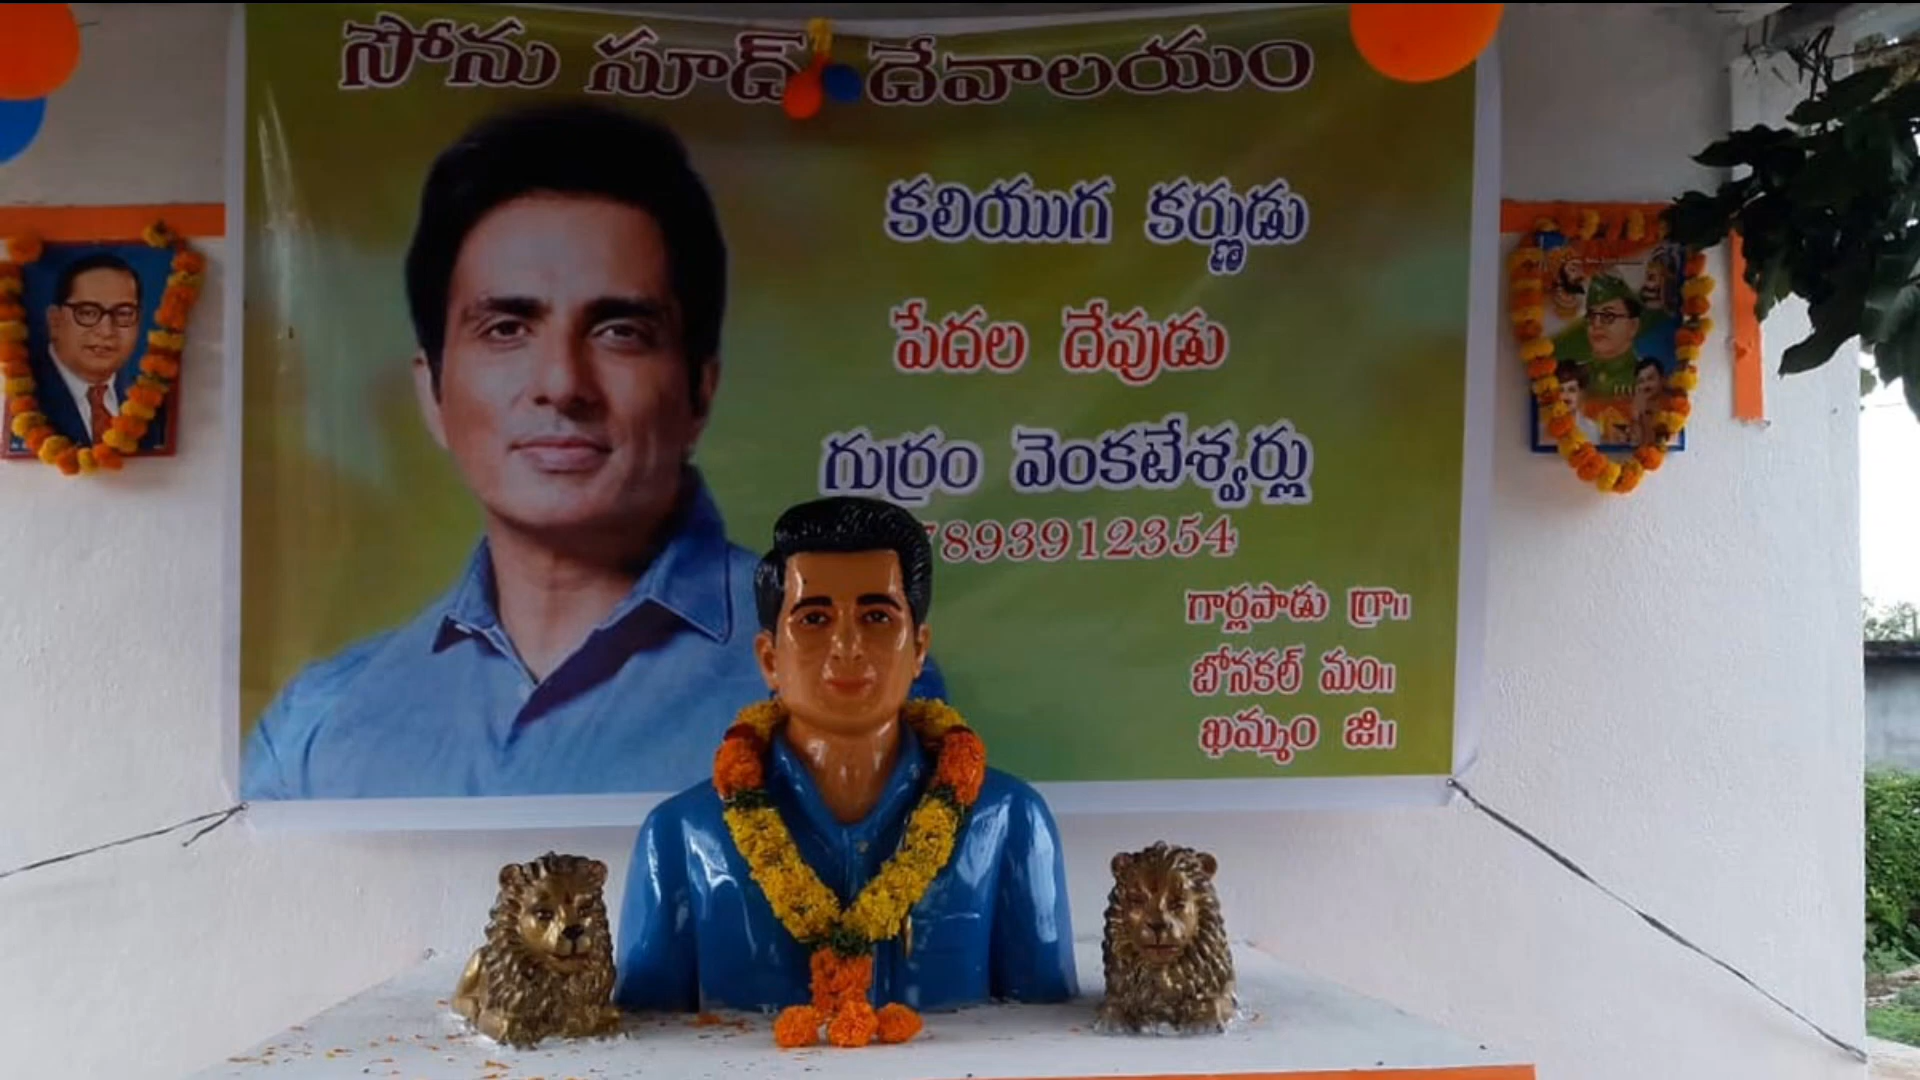 సోను సూద్ దేవాలయం
కలియుగ కర్ణుడు
పేదల దేవుడు
గుర్రం వెంకటేశ్వర్లు
7893912354
గార్లపాడు గ్రా॥
బోనకల్ మం॥
ఖమ్మం జి॥